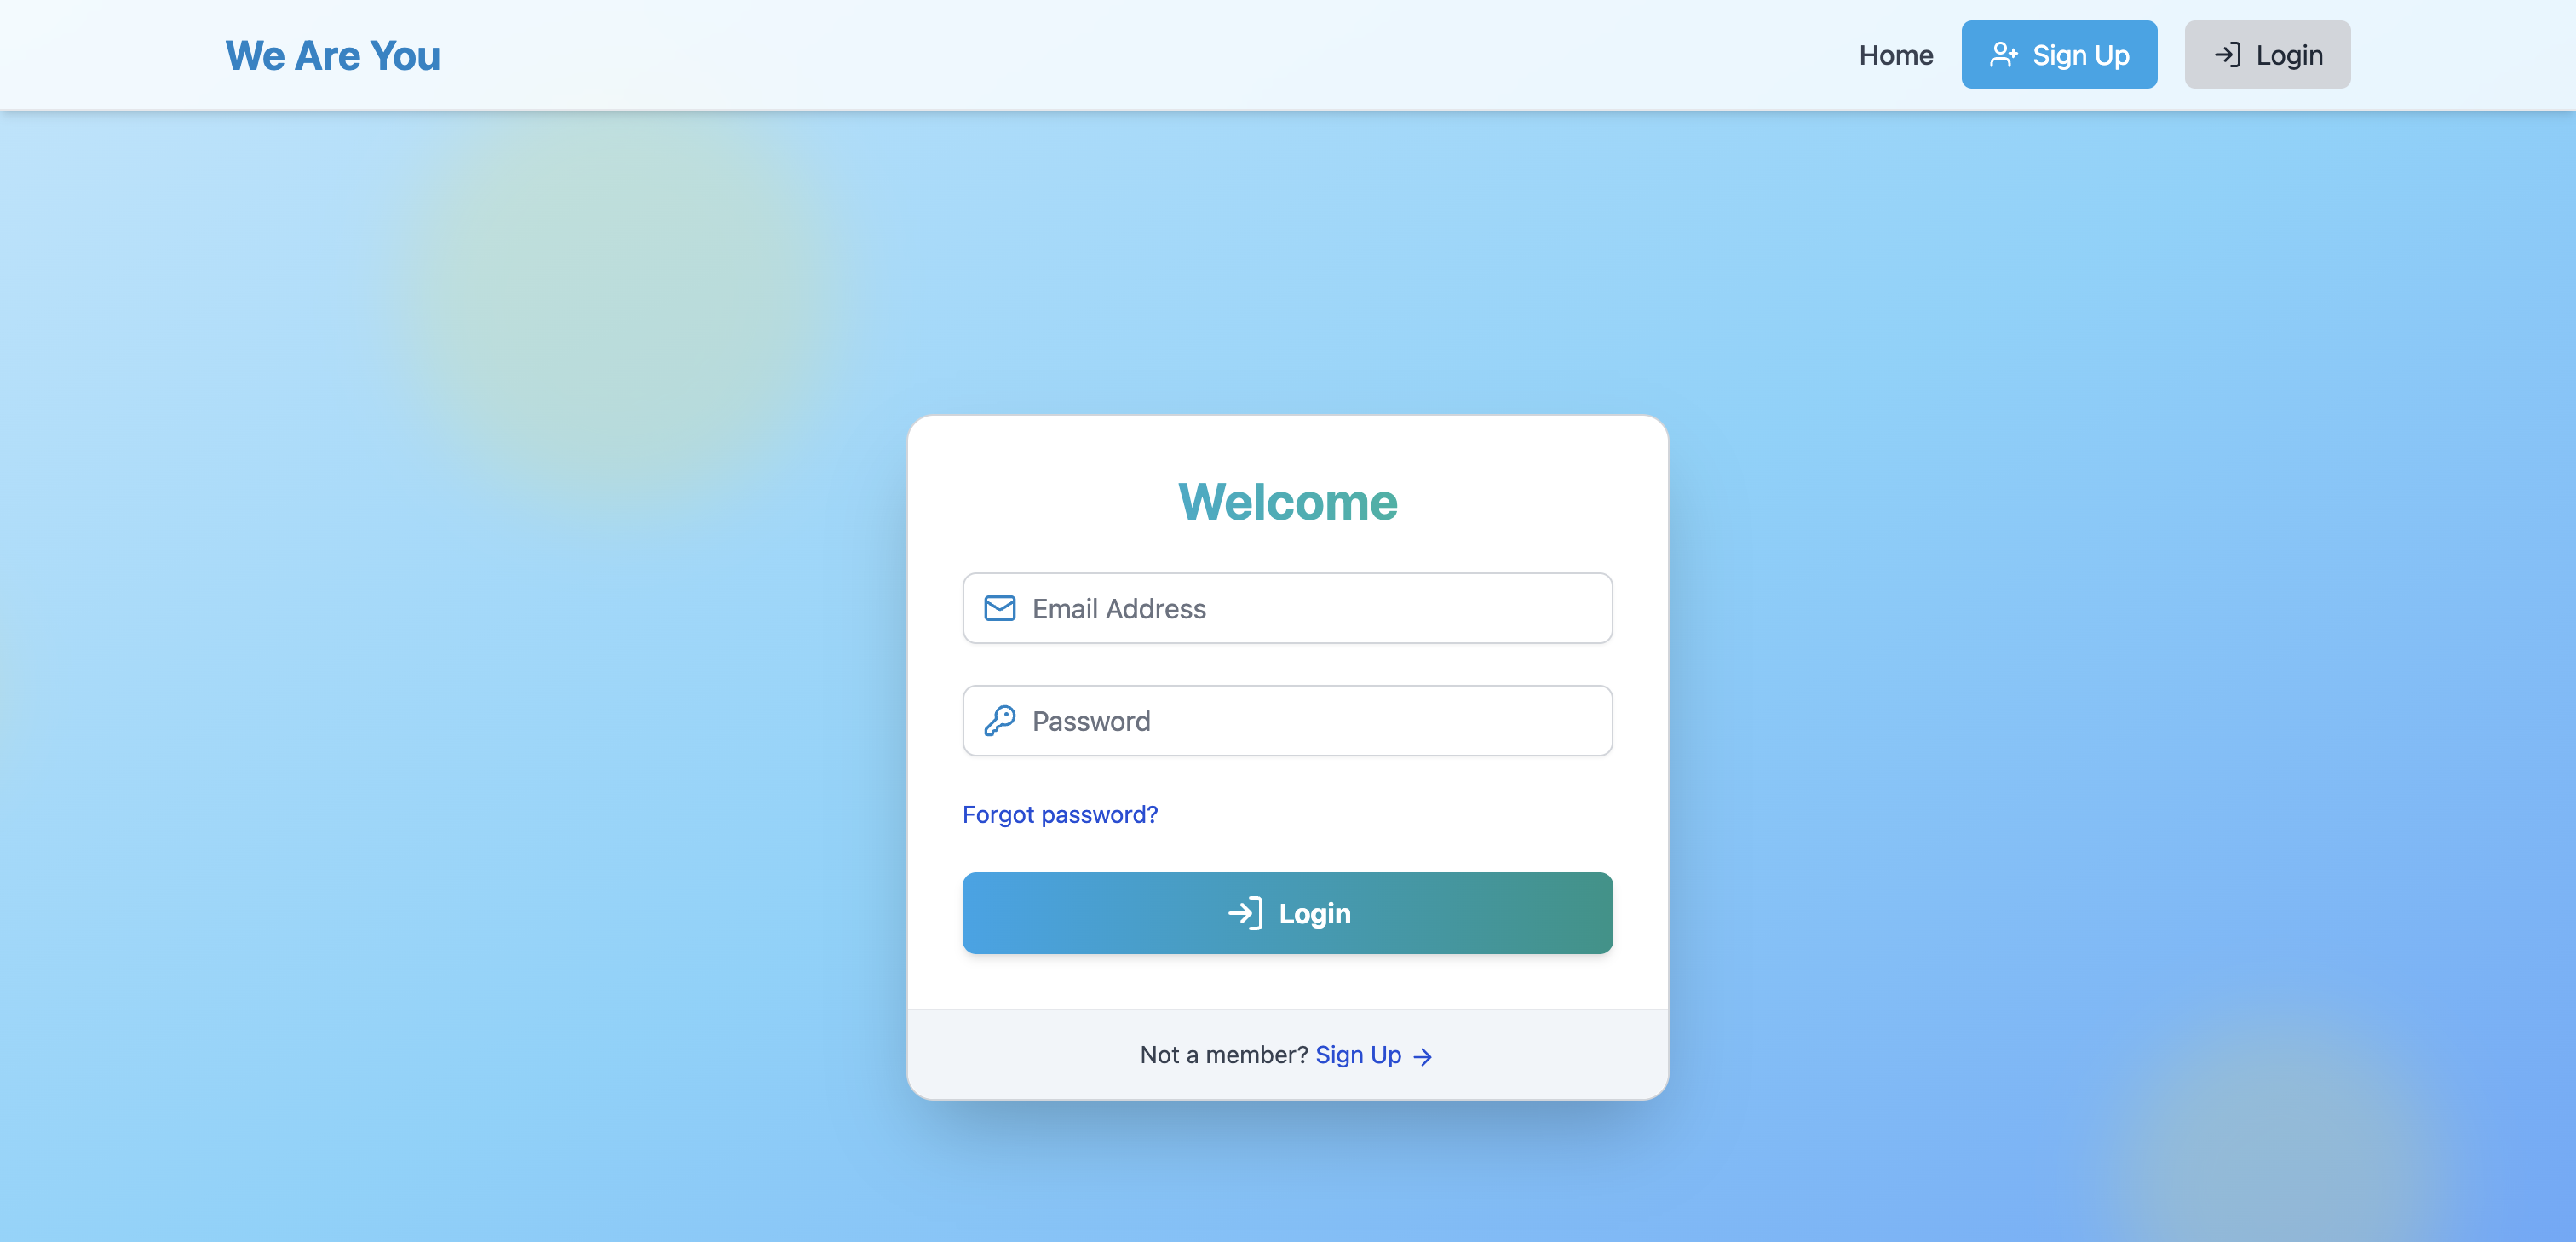 We Are You
Home
Sign Up
Login
Welcome
Email Address
Password
Forgot password?
Login
Not a member? Sign Up →